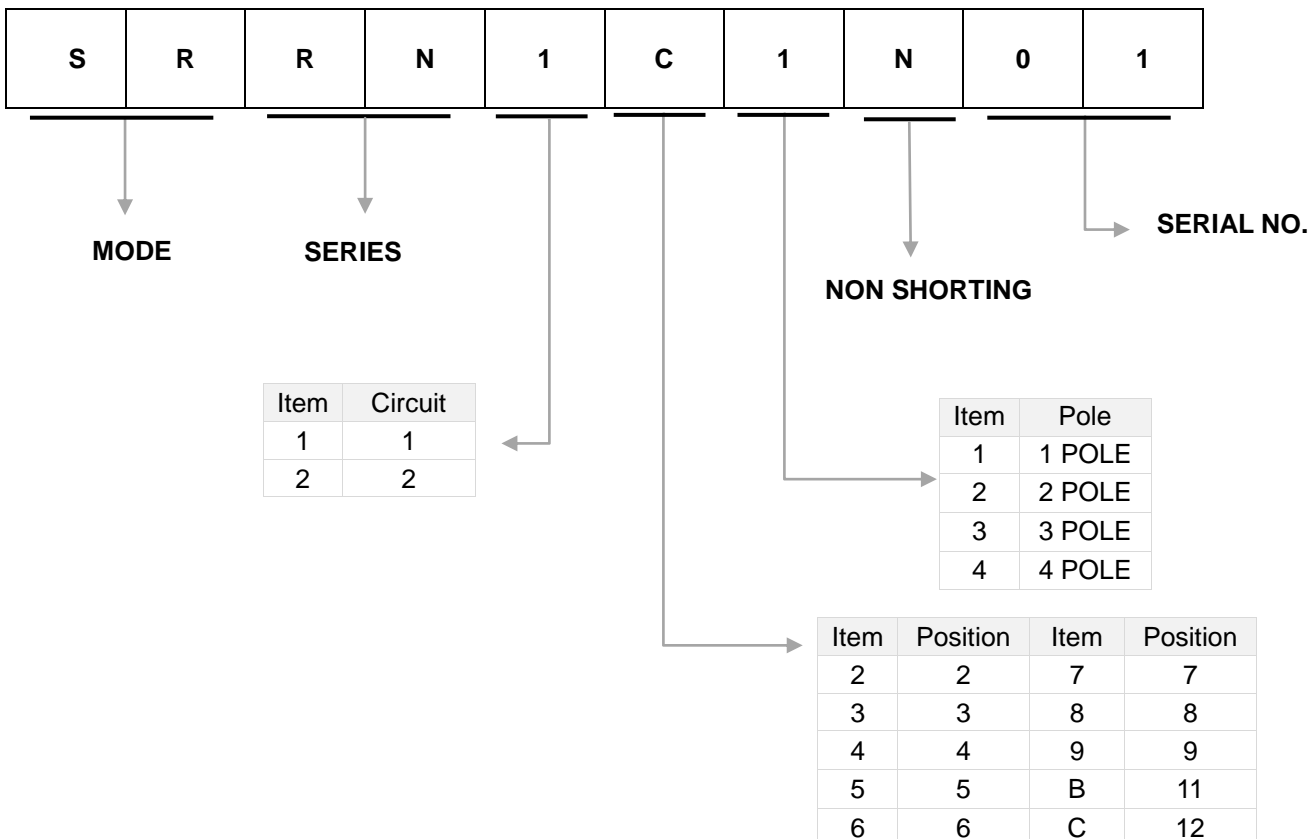 S R R N 1 C 1 N 0 1
SERIAL NO.
MODE SERIES
NON SHORTING
Item Circuit
1 1
2 2
Item Pole
1 1 POLE
2 2 POLE
3 3 POLE
4 4 POLE
Item Position Item Position
2 2 7 7
3 3 8 8
4 4 9 9
5 5 B 11
6 6 C 12